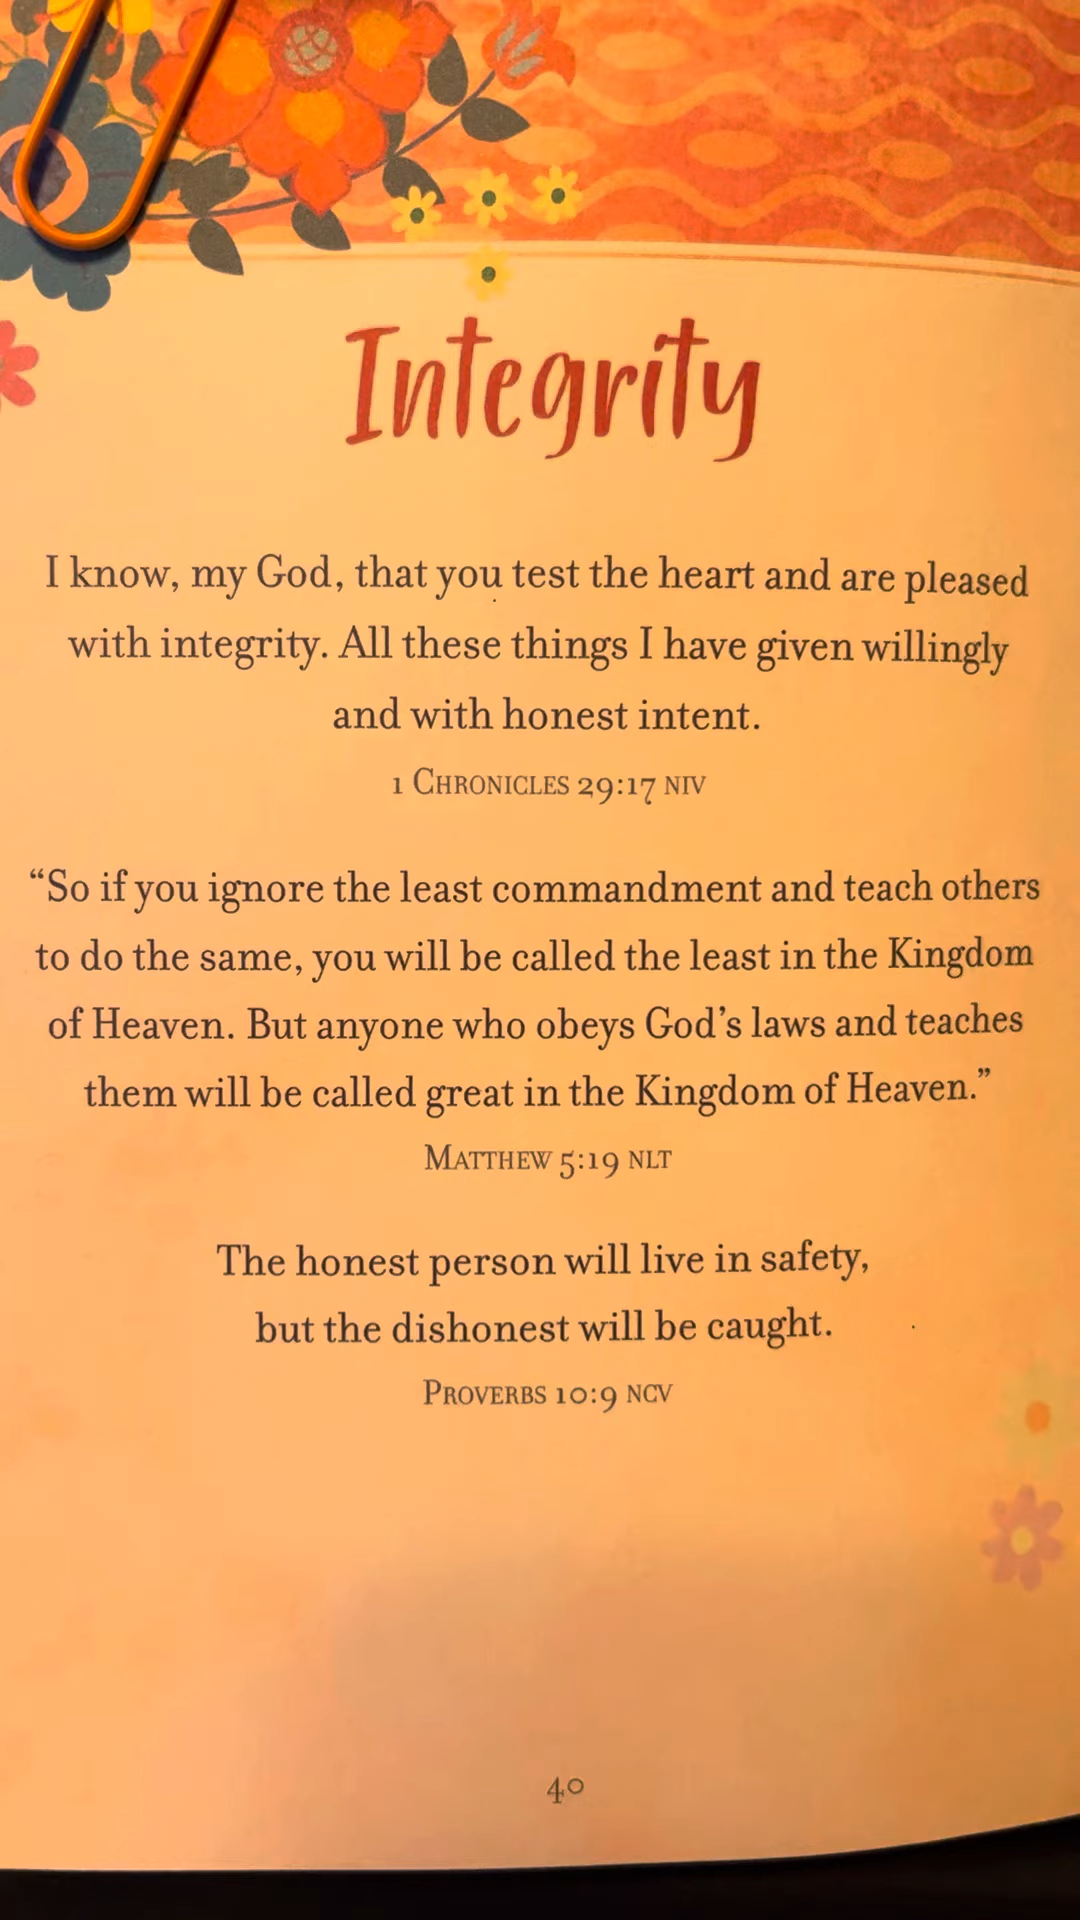 Integrity
I know, my God, that you test the heart and are pleased
with integrity. All these things I have given willingly
and with honest intent.
1 Chronicles 29:17 NIV
“So if you ignore the least commandment and teach others
to do the same, you will be called the least in the Kingdom
of Heaven. But anyone who obeys God’s laws and teaches
them will be called great in the Kingdom of Heaven.”
Matthew 5:19 NLT
The honest person will live in safety,
but the dishonest will be caught.
Proverbs 10:9 NCV
40